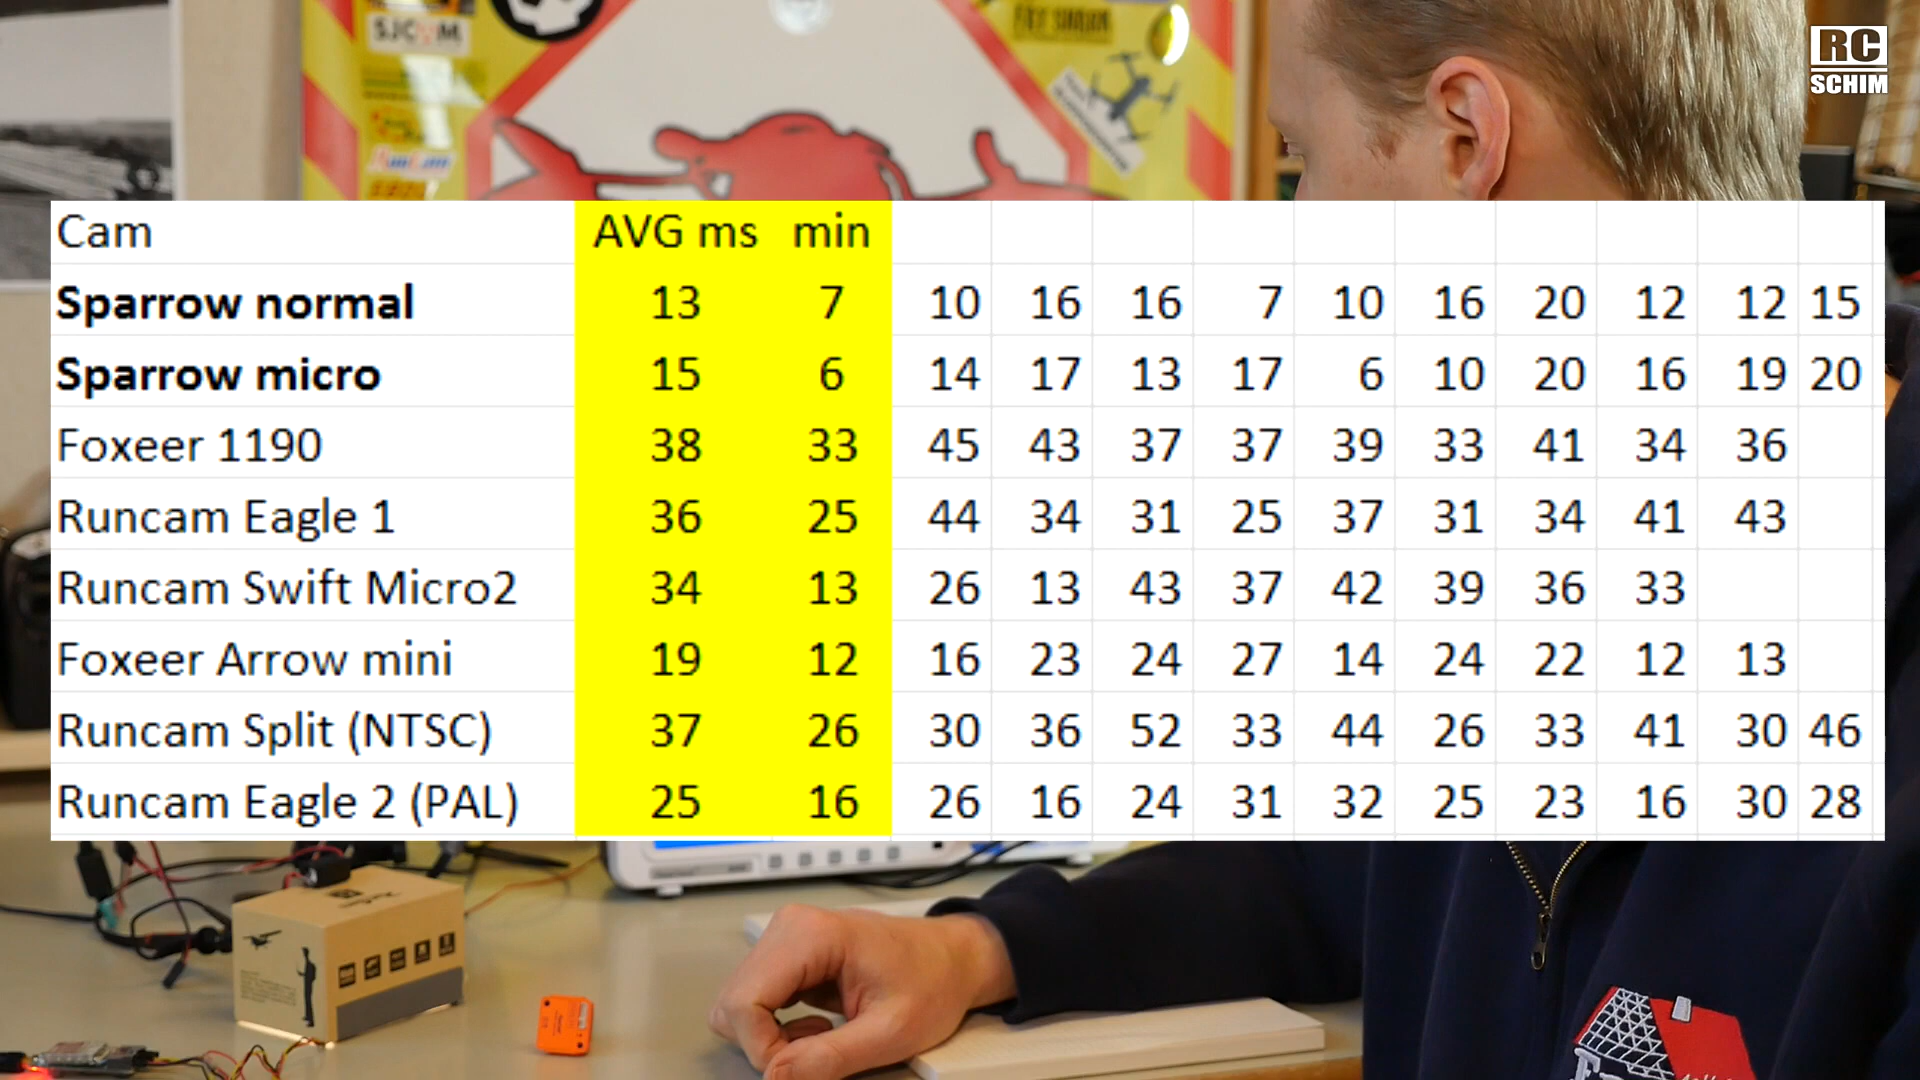 SJCAM
RC
SCHIM
RunCam
Cam AVG ms min
Sparrow normal 13 7 10 16 16 7 10 16 20 12 12 15
Sparrow micro 15 6 14 17 13 17 6 10 20 16 19 20
Foxeer 1190 38 33 45 43 37 37 39 33 41 34 36
Runcam Eagle 1 36 25 44 34 31 25 37 31 34 41 43
Runcam Swift Micro2 34 13 26 13 43 37 42 39 36 33
Foxeer Arrow mini 19 12 16 23 24 27 14 24 22 12 13
Runcam Split (NTSC) 37 26 30 36 52 33 44 26 33 41 30 46
Runcam Eagle 2 (PAL) 25 16 26 16 24 31 32 25 23 16 30 28